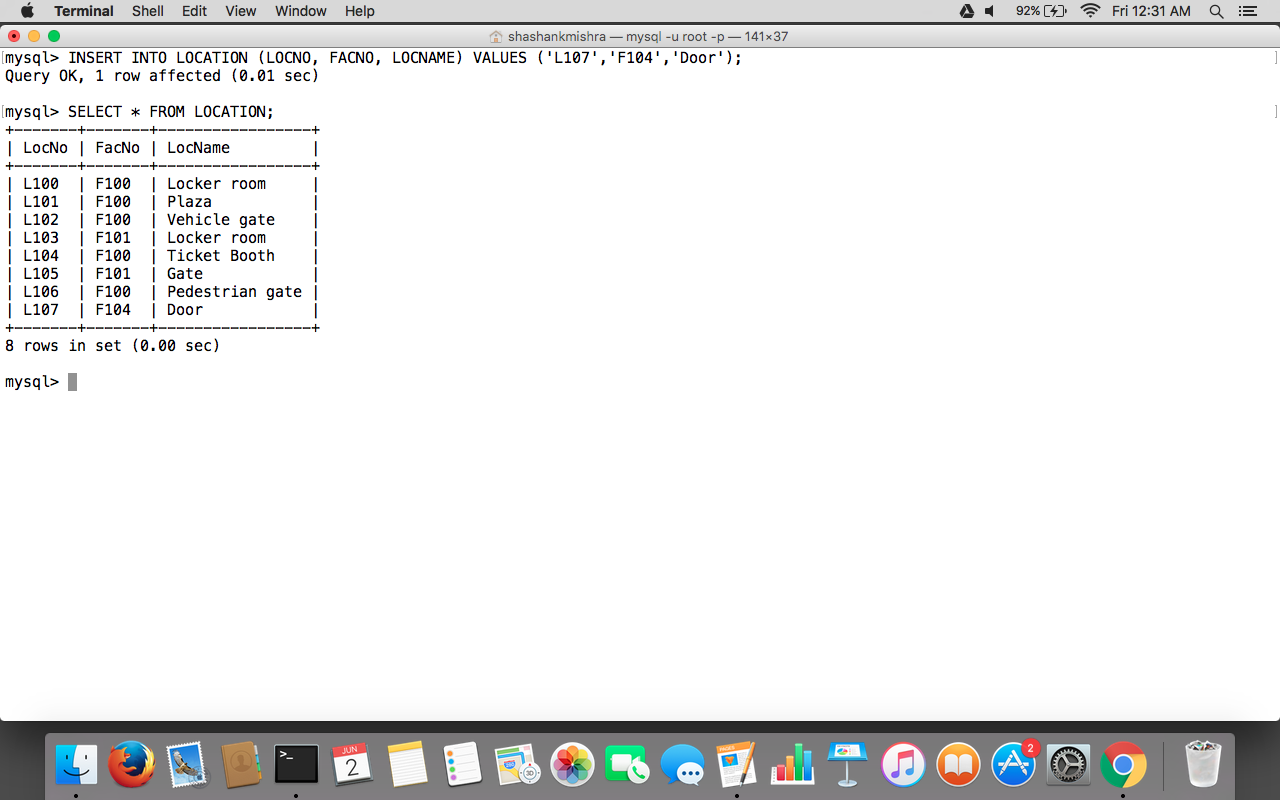 Terminal Shell Edit View Window Help 92% Fri 12:31 AM
shashankmishra — mysql -u root -p — 141×37
mysql> INSERT INTO LOCATION (LOCNO, FACNO, LOCNAME) VALUES ('L107','F104','Door');
Query OK, 1 row affected (0.01 sec)
mysql> SELECT * FROM LOCATION;
+-------+-------+-----------------+
| LocNo | FacNo | LocName         |
+-------+-------+-----------------+
| L100  | F100  | Locker room     |
| L101  | F100  | Plaza           |
| L102  | F100  | Vehicle gate    |
| L103  | F101  | Locker room     |
| L104  | F100  | Ticket Booth    |
| L105  | F101  | Gate            |
| L106  | F100  | Pedestrian gate |
| L107  | F104  | Door            |
+-------+-------+-----------------+
8 rows in set (0.00 sec)
mysql>
>_
JUN
2
PAGES
3D
2